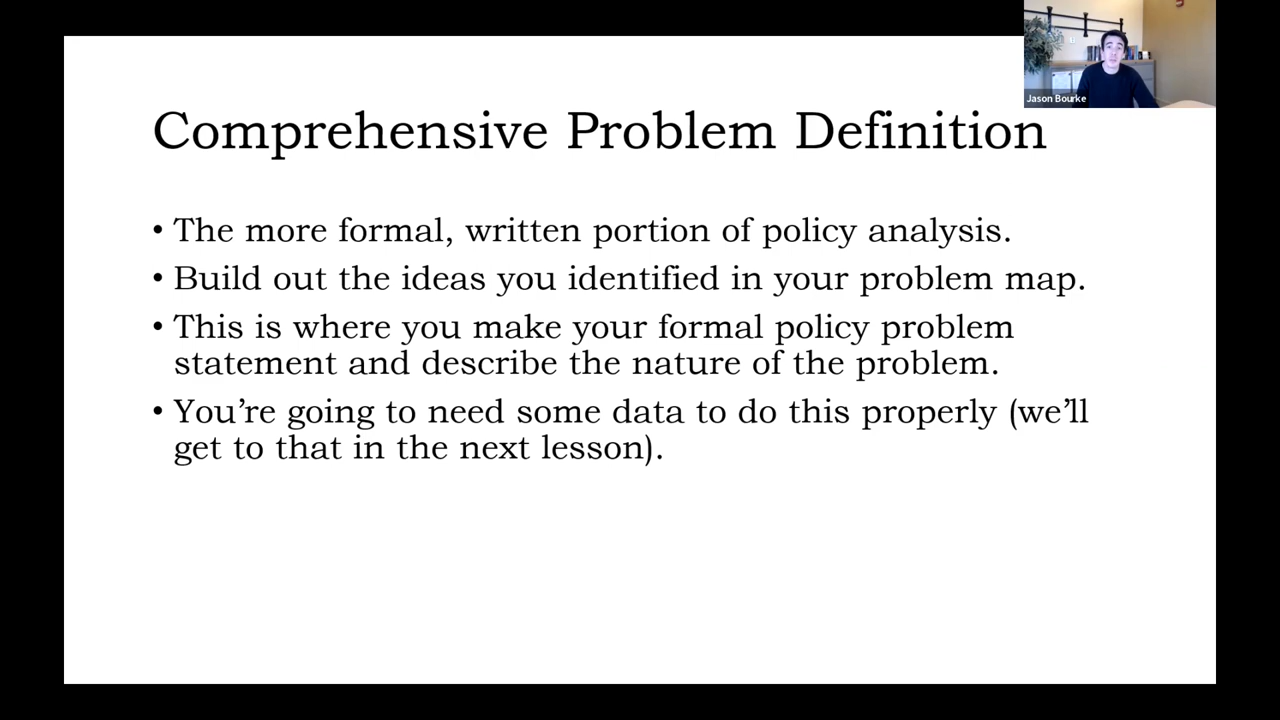 Jason Bourke
Comprehensive Problem Definition
• The more formal, written portion of policy analysis.
• Build out the ideas you identified in your problem map.
• This is where you make your formal policy problem
statement and describe the nature of the problem.
• You’re going to need some data to do this properly (we’ll
get to that in the next lesson).